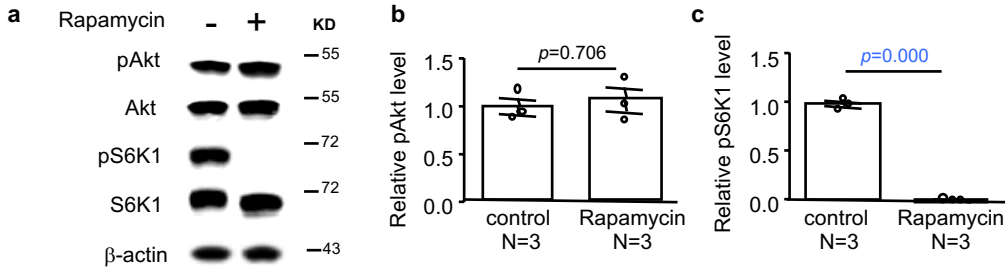 a
Rapamycin - + KD
pAkt 55
Akt 55
pS6K1 72
S6K1 72
β-actin 43
b
p=0.706
Relative pAkt level
1.5
1.0
0.5
0.0
control Rapamycin
N=3 N=3
c
p=0.000
Relative pS6K1 level
1.5
1.0
0.5
0.0
control Rapamycin
N=3 N=3